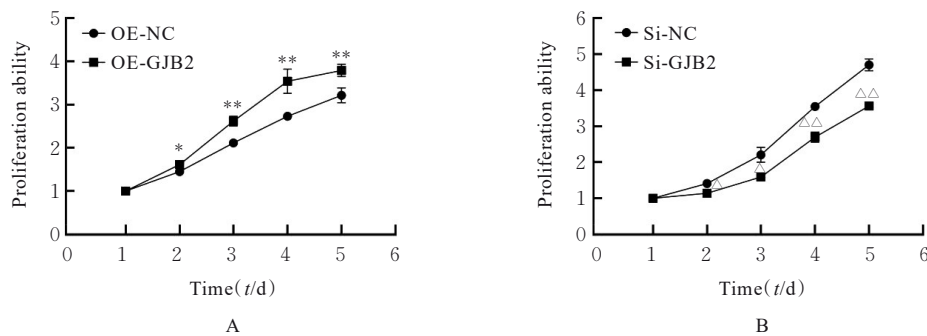 5
4
3
2
1
0
Proliferation ability
OE-NC
OE-GJB2
*
**
**
**
0 1 2 3 4 5 6
Time(t/d)
A
6
5
4
3
2
1
0
Proliferation ability
Si-NC
Si-GJB2
△
△
△△
△△
0 1 2 3 4 5 6
Time(t/d)
B